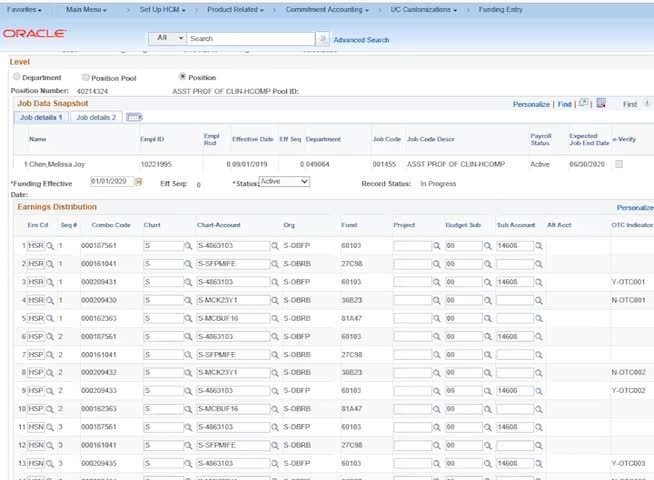 Favorites Main Menu > Set Up HCM > Product Related > Commitment Accounting > UC Customizations > Funding Entry
ORACLE
All Search Advanced Search
Level
Department Position Pool Position
Position Number: 40214324 ASST PROF OF CLIN-HCOMP Pool ID:
Job Data Snapshot Personalize | Find | First
Job details 1 Job details 2
Name Empl ID Empl Rcd Effective Date Eff Seq Department Job Code Job Code Descr Payroll Status Expected Job End Date e-Verify
1 Chen,Melissa Joy 10221995 0 09/01/2019 0 049064 001455 ASST PROF OF CLIN-HCOMP Active 06/30/2020
*Funding Effective Date: 01/01/2020 Eff Seq: 0 *Status: Active Record Status: In Progress
Earnings Distribution Personalize
Ern Cd Seq # Combo Code Chart Chart-Account Org Fund Project Budget Sub Sub Account Alt Acct OTC Indicator
1 HSR 1 000187561 S S-4863103 S-OBFP 60103 00 14608
2 HSR 1 000161041 S S-SFPMIFE S-OBRB 27C98 00
3 HSR 1 000209431 S S-4863103 S-OBFP 60103 00 14608 Y-OTC001
4 HSR 1 000209430 S S-MCK23Y1 S-OBRB 36B23 00 N-OTC001
5 HSR 1 000162363 S S-MCBUF16 S-OBRB 81A47 00
6 HSP 2 000187561 S S-4863103 S-OBFP 60103 00 14608
7 HSP 2 000161041 S S-SFPMIFE S-OBRB 27C98 00
8 HSP 2 000209432 S S-MCK23Y1 S-OBRB 36B23 00 N-OTC002
9 HSP 2 000209433 S S-4863103 S-OBFP 60103 00 14608 Y-OTC002
10 HSP 2 000162363 S S-MCBUF16 S-OBRB 81A47 00
11 HSN 3 000187561 S S-4863103 S-OBFP 60103 00 14608
12 HSN 3 000161041 S S-SFPMIFE S-OBRB 27C98 00
13 HSN 3 000209435 S S-4863103 S-OBFP 60103 00 14608 Y-OTC003